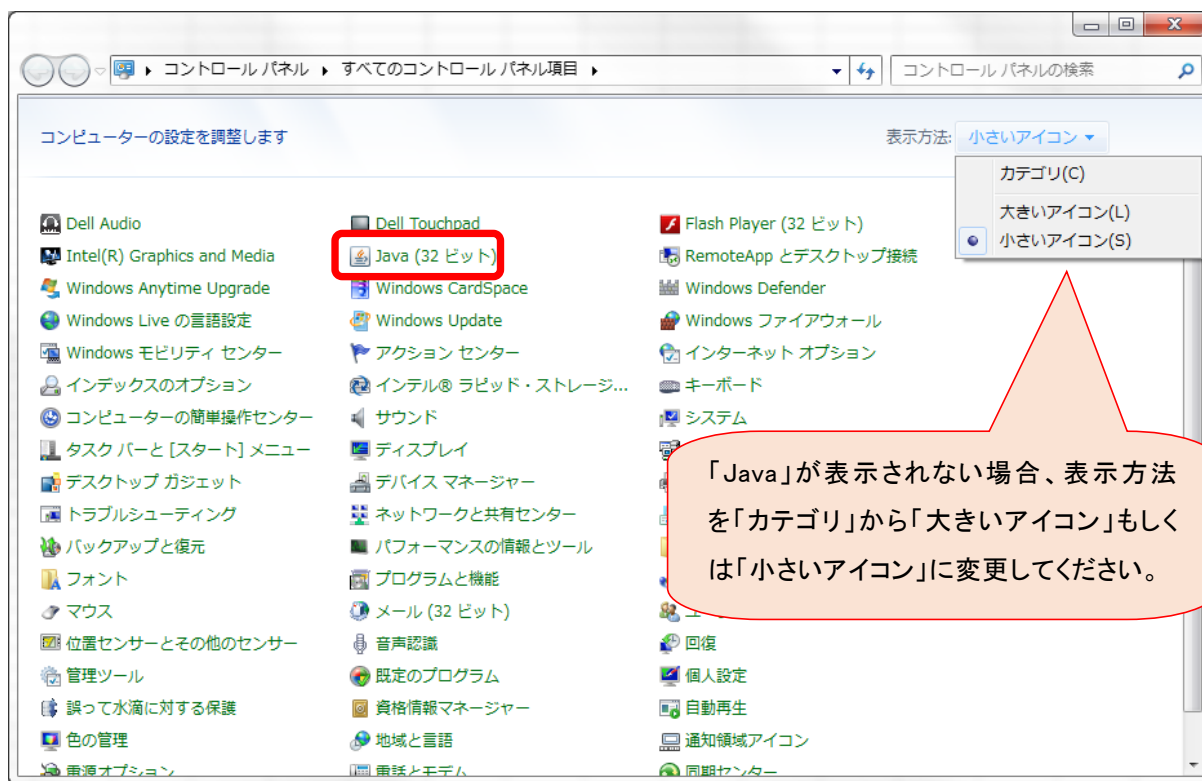 コントロール パネル
すべてのコントロール パネル項目
コントロール パネルの検索
コンピューターの設定を調整します
表示方法: 小さいアイコン
カテゴリ(C)
大きいアイコン(L)
小さいアイコン(S)
Dell Audio
Dell Touchpad
Flash Player (32 ビット)
Intel(R) Graphics and Media
Java (32 ビット)
RemoteApp とデスクトップ接続
Windows Anytime Upgrade
Windows CardSpace
Windows Defender
Windows Live の言語設定
Windows Update
Windows ファイアウォール
Windows モビリティ センター
アクション センター
インターネット オプション
インデックスのオプション
インテル® ラピッド・ストレージ...
キーボード
コンピューターの簡単操作センター
サウンド
システム
タスク バーと [スタート] メニュー
ディスプレイ
デスクトップ ガジェット
デバイス マネージャー
トラブルシューティング
ネットワークと共有センター
バックアップと復元
パフォーマンスの情報とツール
フォント
プログラムと機能
マウス
メール (32 ビット)
位置センサーとその他のセンサー
音声認識
回復
管理ツール
既定のプログラム
個人設定
誤って水滴に対する保護
資格情報マネージャー
自動再生
色の管理
地域と言語
通知領域アイコン
電源オプション
電話とモデム
同期センター
「Java」が表示されない場合、表示方法
を「カテゴリ」から「大きいアイコン」もしく
は「小さいアイコン」に変更してください。